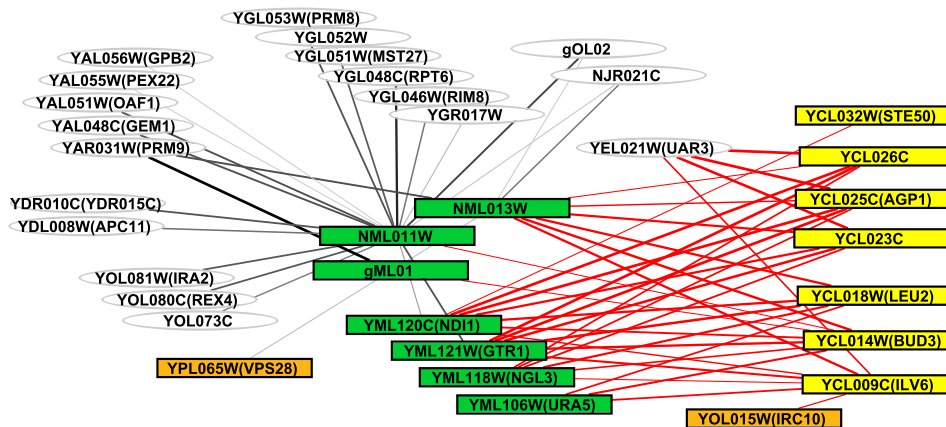 YGL053W(PRM8)
YGL052W
YGL051W(MST27)
YGL048C(RPT6)
YGL046W(RIM8)
YGR017W
gOL02
NJR021C
YAL056W(GPB2)
YAL055W(PEX22)
YAL051W(OAF1)
YAL048C(GEM1)
YAR031W(PRM9)
YEL021W(UAR3)
YCL032W(STE50)
YCL026C
YCL025C(AGP1)
YCL023C
YCL018W(LEU2)
YCL014W(BUD3)
YCL009C(ILV6)
YDR010C(YDR015C)
YDL008W(APC11)
NML013W
NML011W
gML01
YOL081W(IRA2)
YOL080C(REX4)
YOL073C
YML120C(NDI1)
YML121W(GTR1)
YML118W(NGL3)
YML106W(URA5)
YPL065W(VPS28)
YOL015W(IRC10)